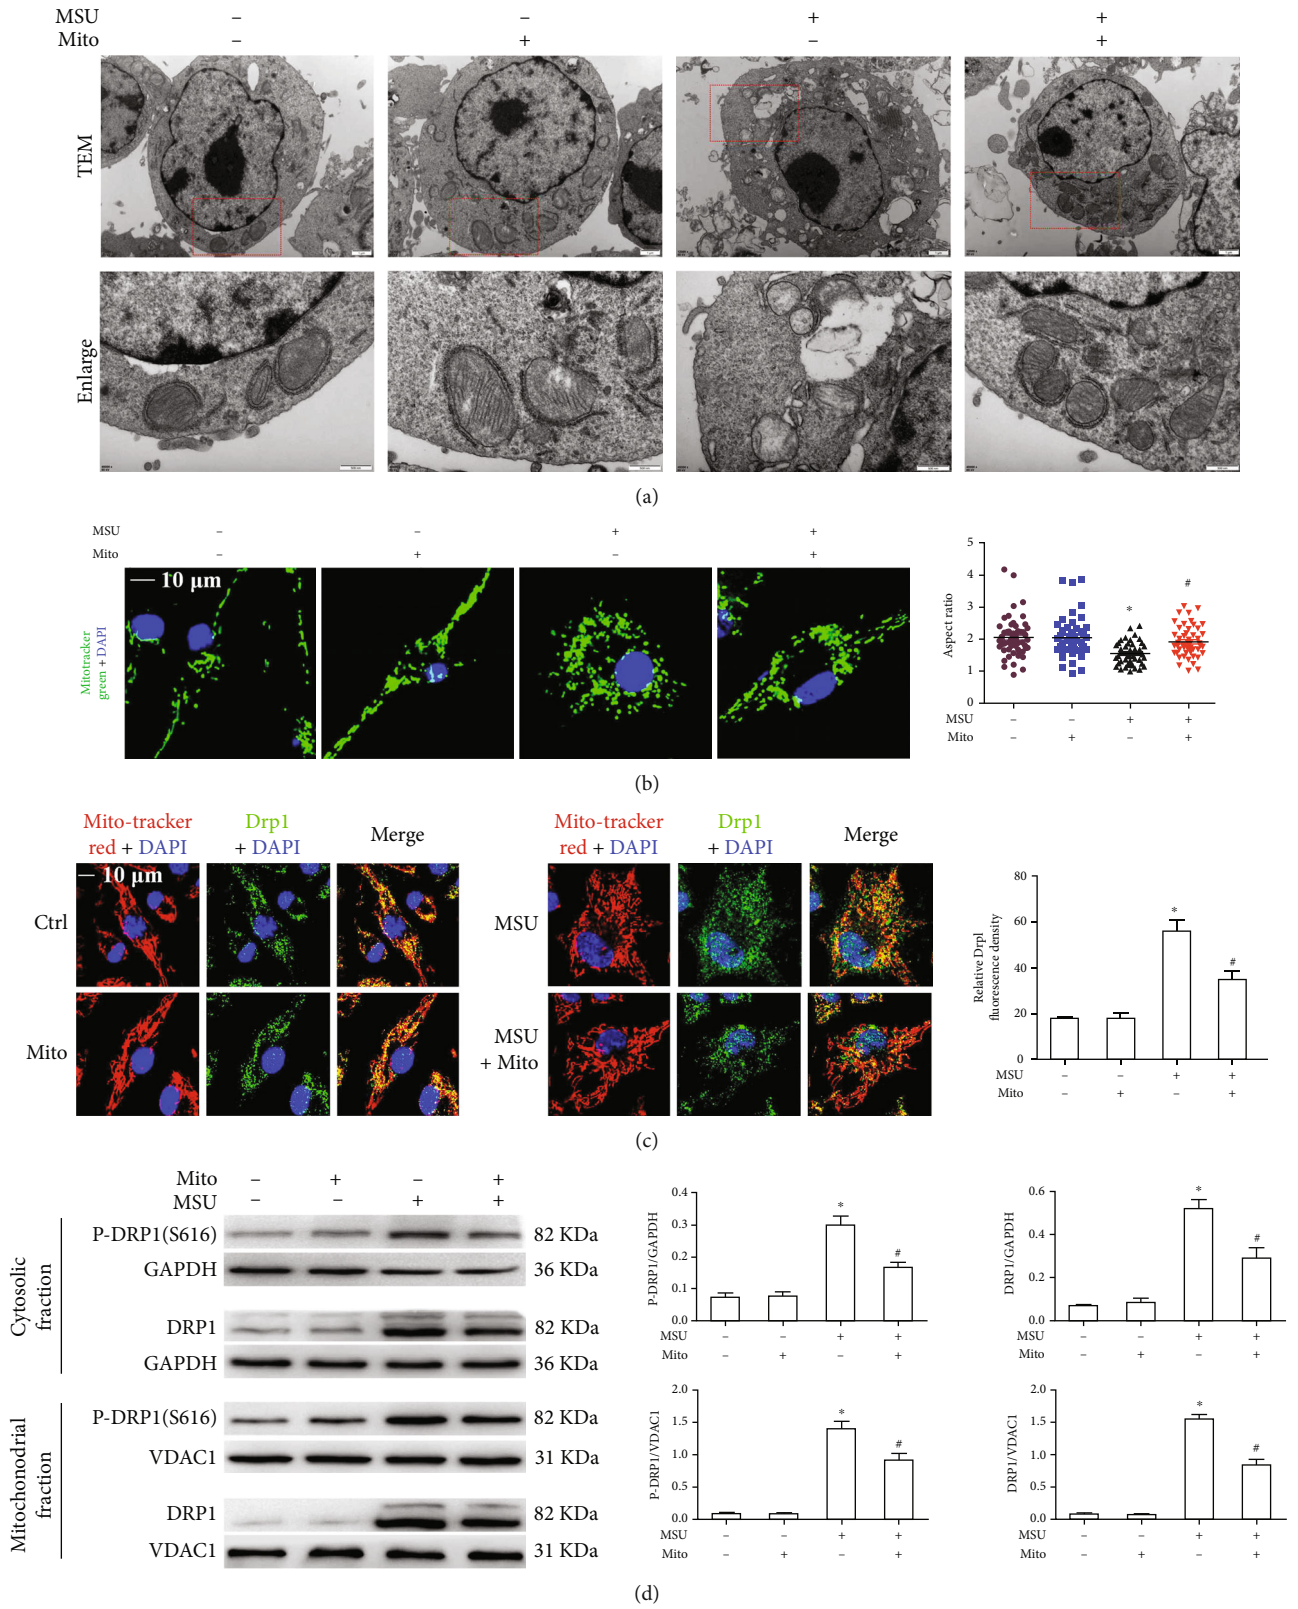 MSU – – + +
Mito – + – +
TEM
Enlarge
(a)
MSU – – + +
Mito – + – +
Mitotracker
green + DAPI
10 μm
Aspect ratio
5
4
3
2
1
0
*
#
MSU – – + +
Mito – + – +
(b)
Mito-tracker
red + DAPI
Drp1
+ DAPI
Merge
10 μm
Ctrl
Mito
Mito-tracker
red + DAPI
Drp1
+ DAPI
Merge
MSU
MSU
+ Mito
Relative Drpl
fluorescence density
80
60
40
20
0
*
#
MSU – – + +
Mito – + – +
(c)
Mito – + – +
MSU – – + +
Cytosolic
fraction
P-DRP1(S616) 82 KDa
GAPDH 36 KDa
DRP1 82 KDa
GAPDH 36 KDa
Mitochonodrial
fraction
P-DRP1(S616) 82 KDa
VDAC1 31 KDa
DRP1 82 KDa
VDAC1 31 KDa
P-DRP1/GAPDH
0.4
0.3
0.2
0.1
0.0
*
#
MSU – – + +
Mito – + – +
DRP1/GAPDH
0.6
0.4
0.2
0.0
*
#
MSU – – + +
Mito – + – +
P-DRP1/VDAC1
2.0
1.5
1.0
0.5
0.0
*
#
MSU – – + +
Mito – + – +
DRP1/VDAC1
2.0
1.5
1.0
0.5
0.0
*
#
MSU – – + +
Mito – + – +
(d)